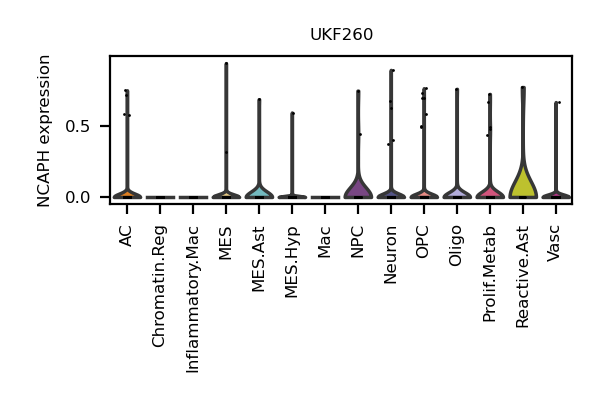 UKF260
NCAPH expression
0.5
0.0
AC
Chromatin.Reg
Inflammatory.Mac
MES
MES.Ast
MES.Hyp
Mac
NPC
Neuron
OPC
Oligo
Prolif.Metab
Reactive.Ast
Vasc